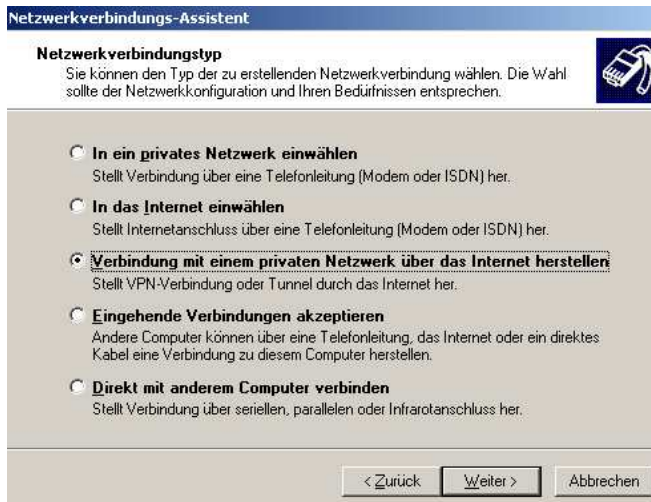 Netzwerkverbindungs-Assistent
Netzwerkverbindungstyp
Sie können den Typ der zu erstellenden Netzwerkverbindung wählen. Die Wahl
sollte der Netzwerkkonfiguration und Ihren Bedürfnissen entsprechen.
In ein privates Netzwerk einwählen
Stellt Verbindung über eine Telefonleitung (Modem oder ISDN) her.
In das Internet einwählen
Stellt Internetanschluss über eine Telefonleitung (Modem oder ISDN) her.
Verbindung mit einem privaten Netzwerk über das Internet herstellen
Stellt VPN-Verbindung oder Tunnel durch das Internet her.
Eingehende Verbindungen akzeptieren
Andere Computer können über eine Telefonleitung, das Internet oder ein direktes
Kabel eine Verbindung zu diesem Computer herstellen.
Direkt mit anderem Computer verbinden
Stellt Verbindung über seriellen, parallelen oder Infrarotanschluss her.
< Zurück Weiter > Abbrechen